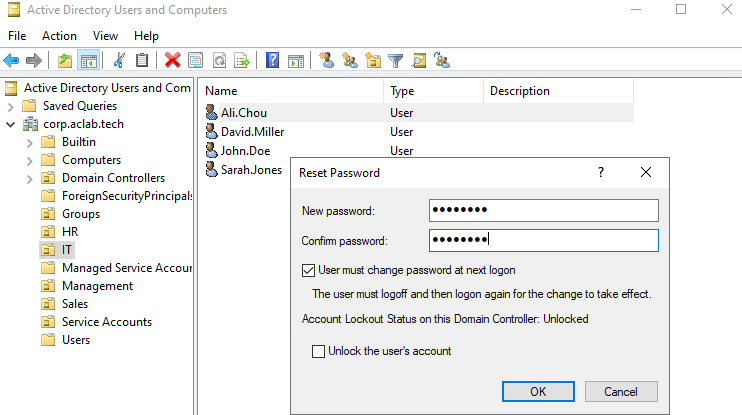 Active Directory Users and Computers
File Action View Help
Active Directory Users and Com
Saved Queries
corp.aclab.tech
Builtin
Computers
Domain Controllers
ForeignSecurityPrincipals
Groups
HR
IT
Managed Service Accour
Management
Sales
Service Accounts
Users
Name Type Description
Ali.Chou User
David.Miller User
John.Doe User
Sarah.Jones
Reset Password ?
New password: ●●●●●●●●
Confirm password: ●●●●●●●●
User must change password at next logon
The user must logoff and then logon again for the change to take effect.
Account Lockout Status on this Domain Controller: Unlocked
Unlock the user's account
OK Cancel